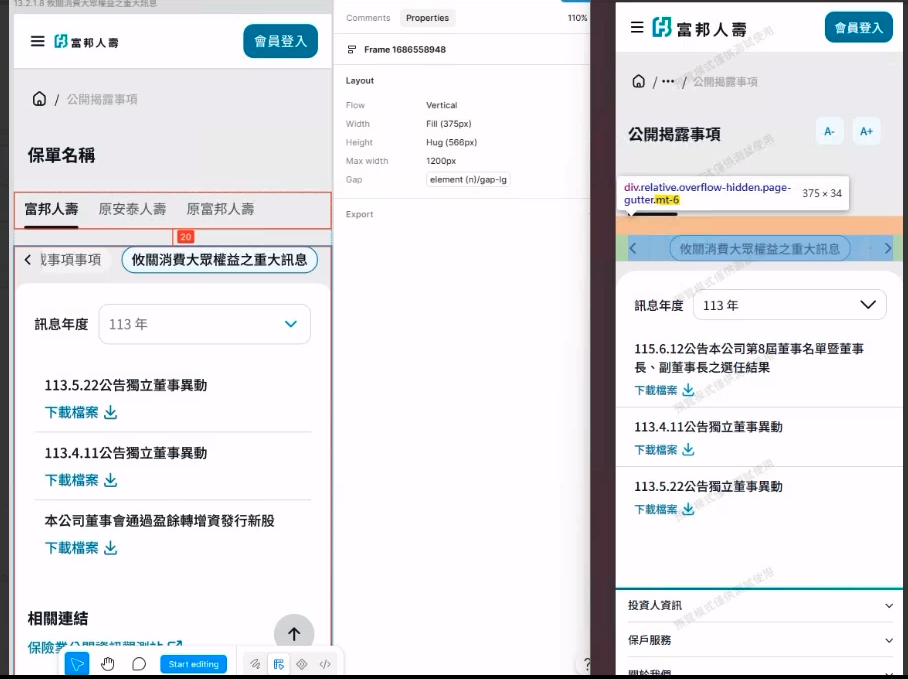 13.2.1.8 攸關消費大眾權益之重大訊息
富邦人壽
會員登入
/ 公開揭露事項
保單名稱
富邦人壽 原安泰人壽 原富邦人壽
20
事項事項 攸關消費大眾權益之重大訊息
訊息年度 113 年
113.5.22公告獨立董事異動
下載檔案
113.4.11公告獨立董事異動
下載檔案
本公司董事會通過盈餘轉增資發行新股
下載檔案
相關連結
Start editing
Comments Properties 110%
Frame 1686558948
Layout
Flow Vertical
Width Fill (375px)
Height Hug (566px)
Max width 1200px
Gap element (n)/gap-lg
Export
?
富邦人壽
會員登入
/ ••• / 公開揭露事項
公開揭露事項 A- A+
div.relative.overflow-hidden.page-gutter.mt-6 375 × 34
攸關消費大眾權益之重大訊息
訊息年度 113 年
115.6.12公告本公司第8屆董事名單暨董事
長、副董事長之選任結果
下載檔案
113.4.11公告獨立董事異動
下載檔案
113.5.22公告獨立董事異動
下載檔案
投資人資訊
保戶服務
關於我們
預覽模式僅供測試使用